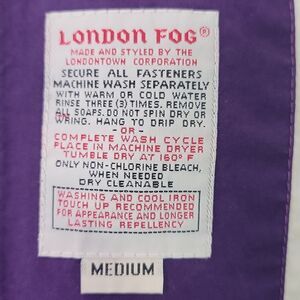 LONDON FOG®
MADE AND STYLED BY THE
LONDONTOWN CORPORATION
SECURE ALL FASTENERS
MACHINE WASH SEPARATELY
WITH WARM OR COLD WATER
RINSE THREE (3) TIMES. REMOVE
ALL SOAPS. DO NOT SPIN DRY OR
WRING. HANG TO DRIP DRY.
-OR-
COMPLETE WASH CYCLE
PLACE IN MACHINE DRYER
TUMBLE DRY AT 160° F
ONLY NON-CHLORINE BLEACH,
WHEN NEEDED
DRY CLEANABLE
WASHING AND COOL IRON
TOUCH UP RECOMMENDED
FOR APPEARANCE AND LONGER
LASTING REPELLENCY
MEDIUM